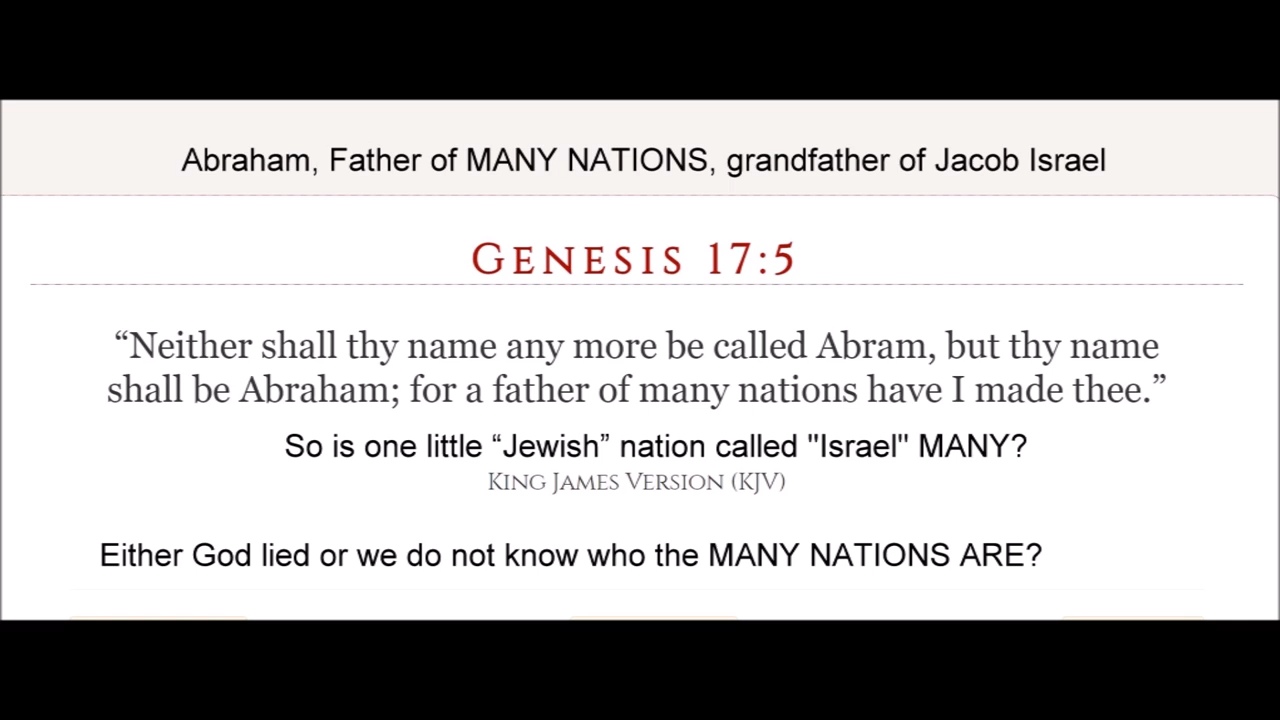 Abraham, Father of MANY NATIONS, grandfather of Jacob Israel
GENESIS 17:5
“Neither shall thy name any more be called Abram, but thy name
shall be Abraham; for a father of many nations have I made thee.”
So is one little “Jewish” nation called "Israel" MANY?
KING JAMES VERSION (KJV)
Either God lied or we do not know who the MANY NATIONS ARE?